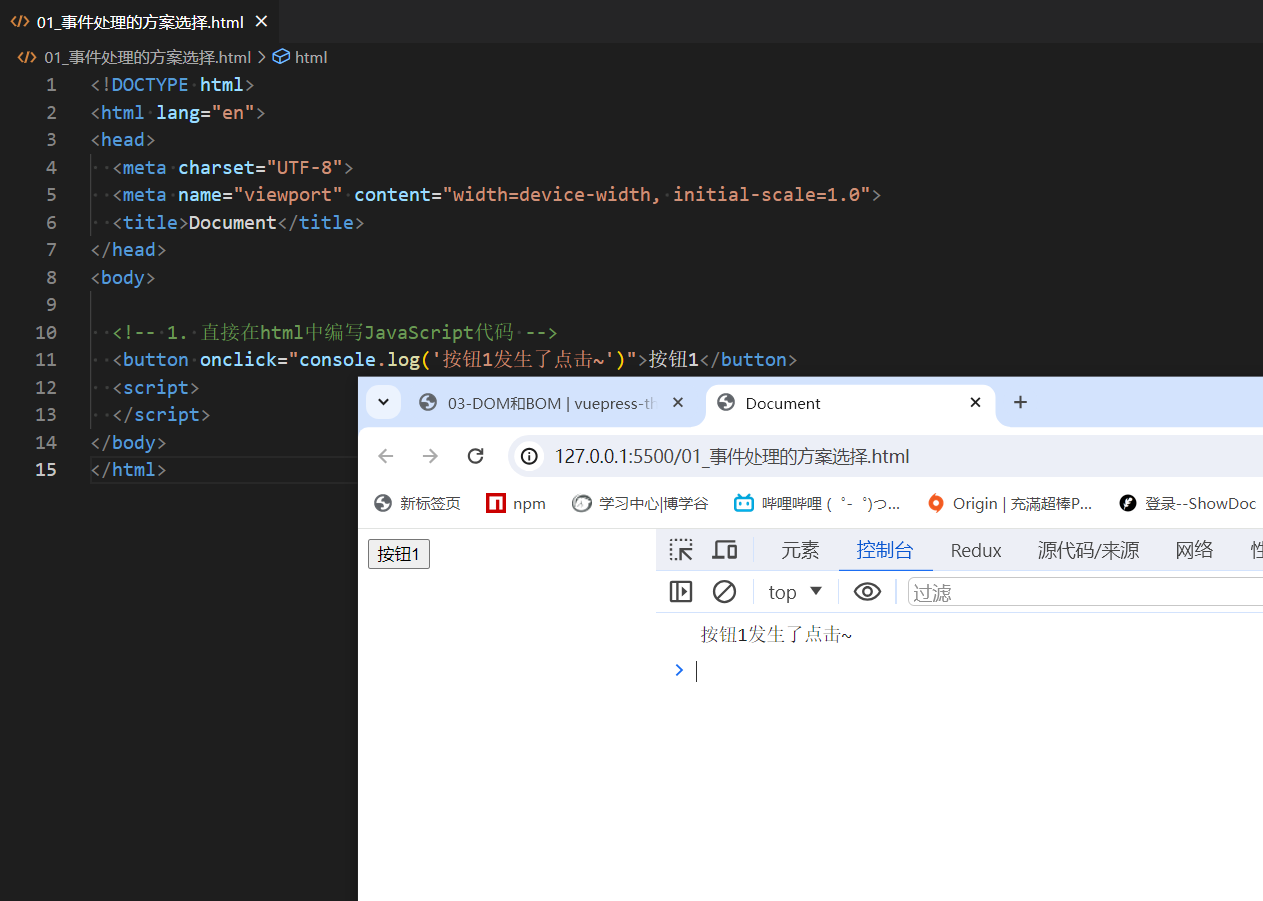 01_事件处理的方案选择.html
01_事件处理的方案选择.html > html
1 <!DOCTYPE html>
2 <html lang="en">
3 <head>
4 <meta charset="UTF-8">
5 <meta name="viewport" content="width=device-width, initial-scale=1.0">
6 <title>Document</title>
7 </head>
8 <body>
9
10 <!-- 1. 直接在html中编写JavaScript代码 -->
11 <button onclick="console.log('按钮1发生了点击~')">按钮1</button>
12 <script>
13 </script>
14 </body>
15 </html>
03-DOM和BOM | vuepress-th
Document
127.0.0.1:5500/01_事件处理的方案选择.html
新标签页 npm 学习中心|博学谷 哔哩哔哩 (゜-゜)つ... Origin | 充滿超棒P... 登录--ShowDoc
按钮1
元素 控制台 Redux 源代码/来源 网络
top 过滤
按钮1发生了点击~
>